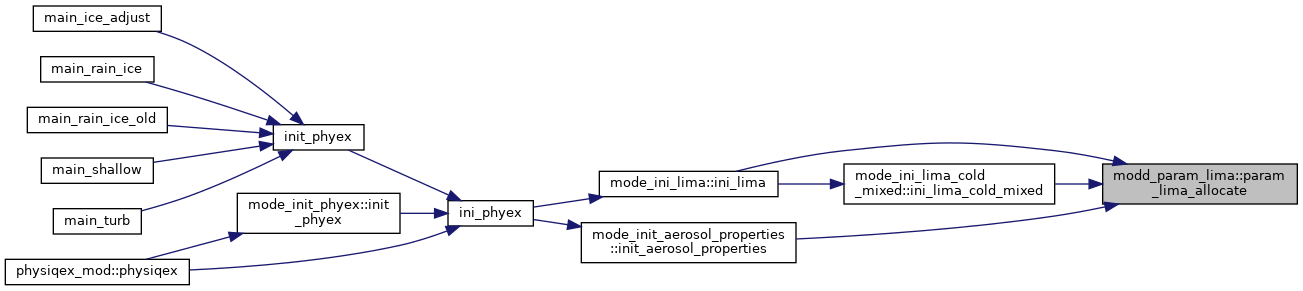 main_ice_adjust
main_rain_ice
main_rain_ice_old
main_shallow
main_turb
physiqex_mod::physiqex
init_phyex
mode_init_phyex::init
_phyex
ini_phyex
mode_ini_lima::ini_lima
mode_init_aerosol_properties
::init_aerosol_properties
mode_ini_lima_cold
_mixed::ini_lima_cold_mixed
modd_param_lima::param
_lima_allocate